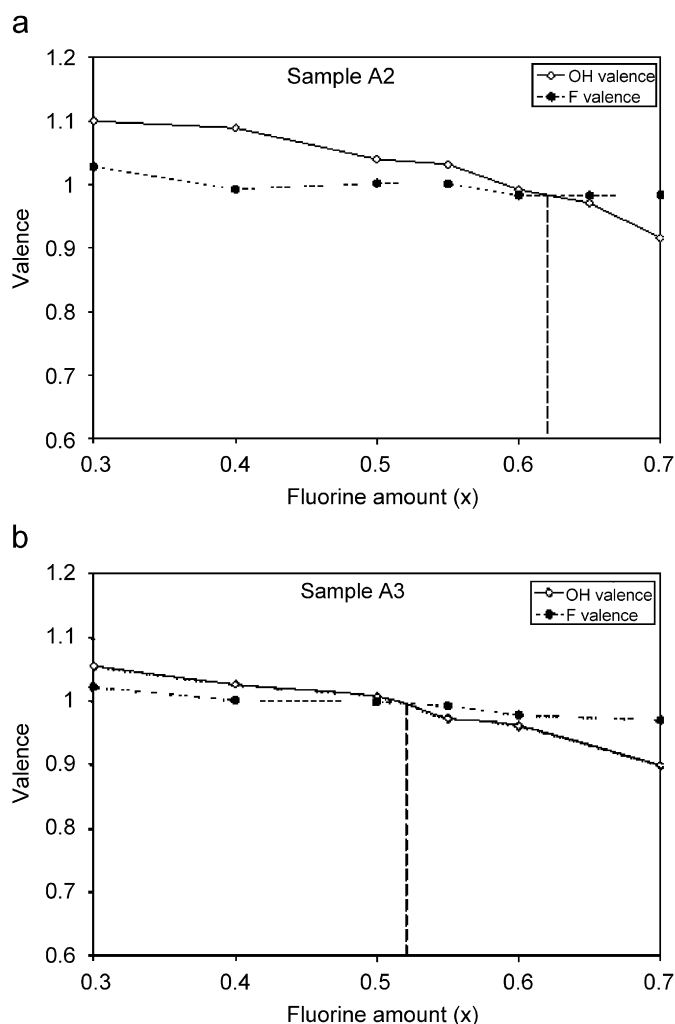 a
1.2
Sample A2
OH valence
F valence
1.1
1
0.9
0.8
0.7
0.6
Valence
0.3 0.4 0.5 0.6 0.7
Fluorine amount (x)
b
1.2
Sample A3
OH valence
F valence
1.1
1
0.9
0.8
0.7
0.6
Valence
0.3 0.4 0.5 0.6 0.7
Fluorine amount (x)